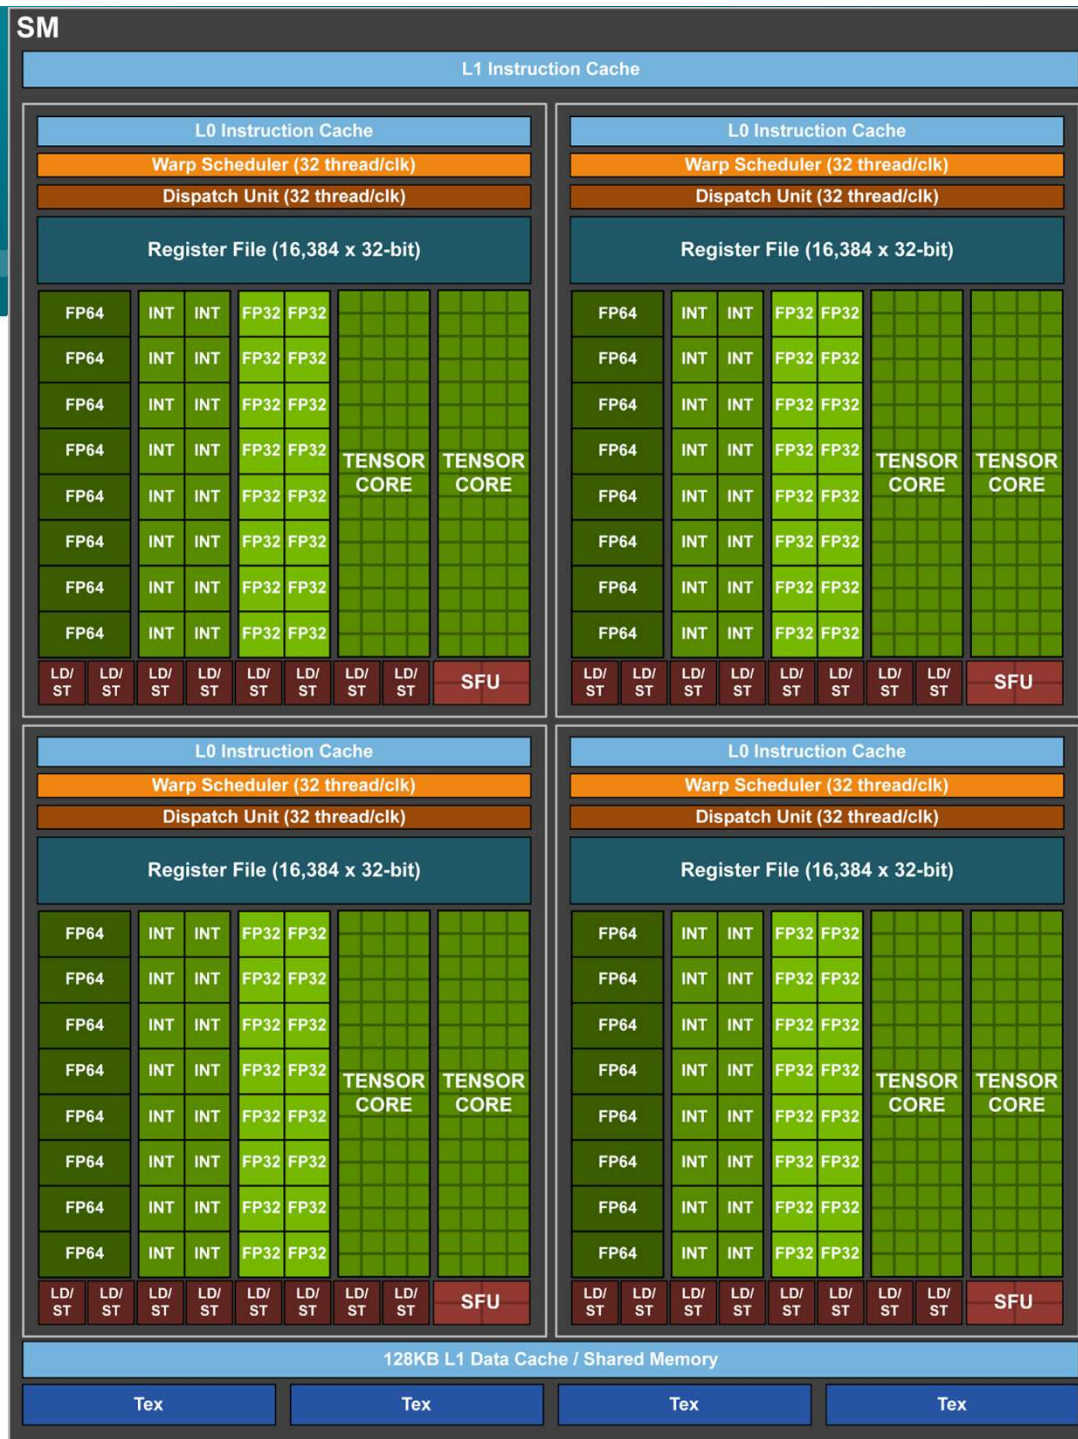 SM
L1 Instruction Cache
L0 Instruction Cache
Warp Scheduler (32 thread/clk)
Dispatch Unit (32 thread/clk)
Register File (16,384 x 32-bit)
FP64 INT INT FP32 FP32
FP64 INT INT FP32 FP32
FP64 INT INT FP32 FP32
FP64 INT INT FP32 FP32
TENSOR CORE TENSOR CORE
FP64 INT INT FP32 FP32
FP64 INT INT FP32 FP32
FP64 INT INT FP32 FP32
FP64 INT INT FP32 FP32
LD/ST LD/ST LD/ST LD/ST LD/ST LD/ST LD/ST LD/ST SFU
L0 Instruction Cache
Warp Scheduler (32 thread/clk)
Dispatch Unit (32 thread/clk)
Register File (16,384 x 32-bit)
FP64 INT INT FP32 FP32
FP64 INT INT FP32 FP32
FP64 INT INT FP32 FP32
FP64 INT INT FP32 FP32
TENSOR CORE TENSOR CORE
FP64 INT INT FP32 FP32
FP64 INT INT FP32 FP32
FP64 INT INT FP32 FP32
FP64 INT INT FP32 FP32
LD/ST LD/ST LD/ST LD/ST LD/ST LD/ST LD/ST LD/ST SFU
L0 Instruction Cache
Warp Scheduler (32 thread/clk)
Dispatch Unit (32 thread/clk)
Register File (16,384 x 32-bit)
FP64 INT INT FP32 FP32
FP64 INT INT FP32 FP32
FP64 INT INT FP32 FP32
FP64 INT INT FP32 FP32
TENSOR CORE TENSOR CORE
FP64 INT INT FP32 FP32
FP64 INT INT FP32 FP32
FP64 INT INT FP32 FP32
FP64 INT INT FP32 FP32
LD/ST LD/ST LD/ST LD/ST LD/ST LD/ST LD/ST LD/ST SFU
L0 Instruction Cache
Warp Scheduler (32 thread/clk)
Dispatch Unit (32 thread/clk)
Register File (16,384 x 32-bit)
FP64 INT INT FP32 FP32
FP64 INT INT FP32 FP32
FP64 INT INT FP32 FP32
FP64 INT INT FP32 FP32
TENSOR CORE TENSOR CORE
FP64 INT INT FP32 FP32
FP64 INT INT FP32 FP32
FP64 INT INT FP32 FP32
FP64 INT INT FP32 FP32
LD/ST LD/ST LD/ST LD/ST LD/ST LD/ST LD/ST LD/ST SFU
128KB L1 Data Cache / Shared Memory
Tex Tex Tex Tex